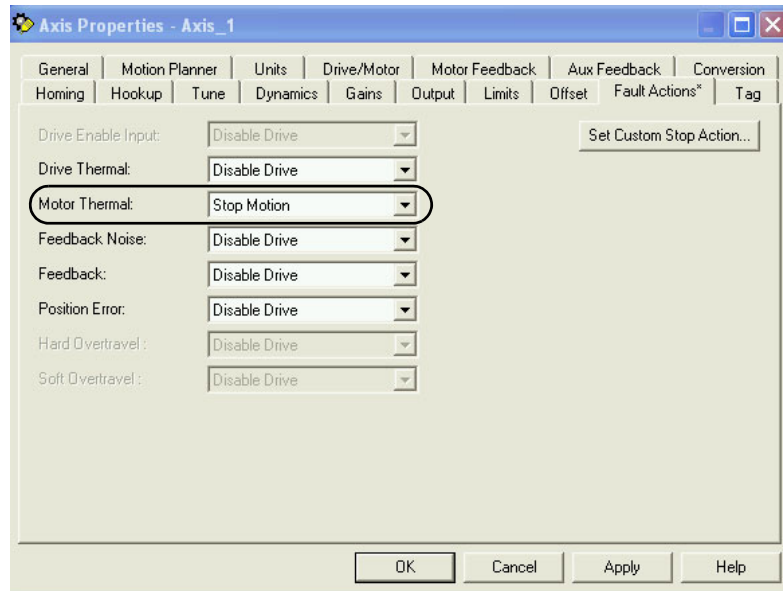 Axis Properties - Axis_1
General Motion Planner Units Drive/Motor Motor Feedback Aux Feedback Conversion
Homing Hookup Tune Dynamics Gains Output Limits Offset Fault Actions* Tag
Drive Enable Input: Disable Drive Set Custom Stop Action...
Drive Thermal: Disable Drive
Motor Thermal: Stop Motion
Feedback Noise: Disable Drive
Feedback: Disable Drive
Position Error: Disable Drive
Hard Overtravel : Disable Drive
Soft Overtravel : Disable Drive
OK Cancel Apply Help